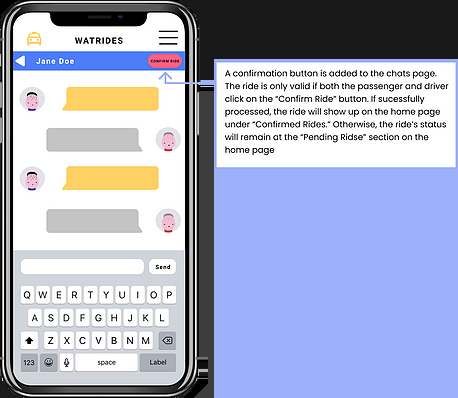 WATRIDES
Jane Doe
CONFIRM RIDE
A confirmation button is added to the chats page.
The ride is only valid if both the passenger and driver
click on the “Confirm Ride” button. If sucessfully
processed, the ride will show up on the home page
under “Confirmed Rides.” Otherwise, the ride’s status
will remain at the “Pending Ridse” section on the
home page
Send
Q W E R T Y U I O P
A S D F G H J K L
Z X C V B N M
123 space Label